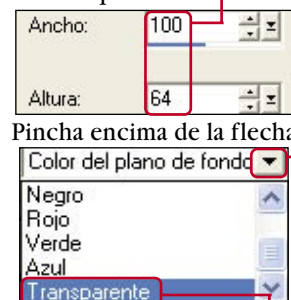 Ancho: 100
Altura: 64
Pincha encima de la flecha
Color del plano de fondo
Negro
Rojo
Verde
Azul
Transparente